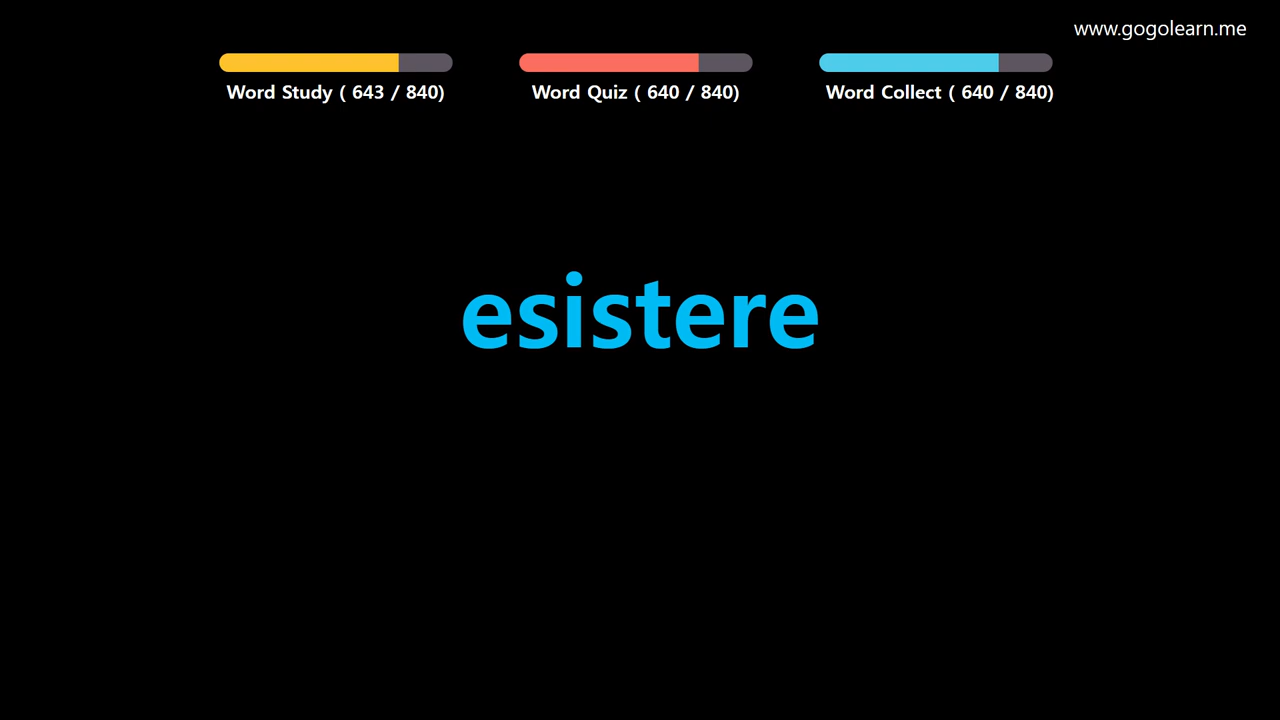 www.gogolearn.me
Word Study ( 643 / 840)
Word Quiz ( 640 / 840)
Word Collect ( 640 / 840)
esistere